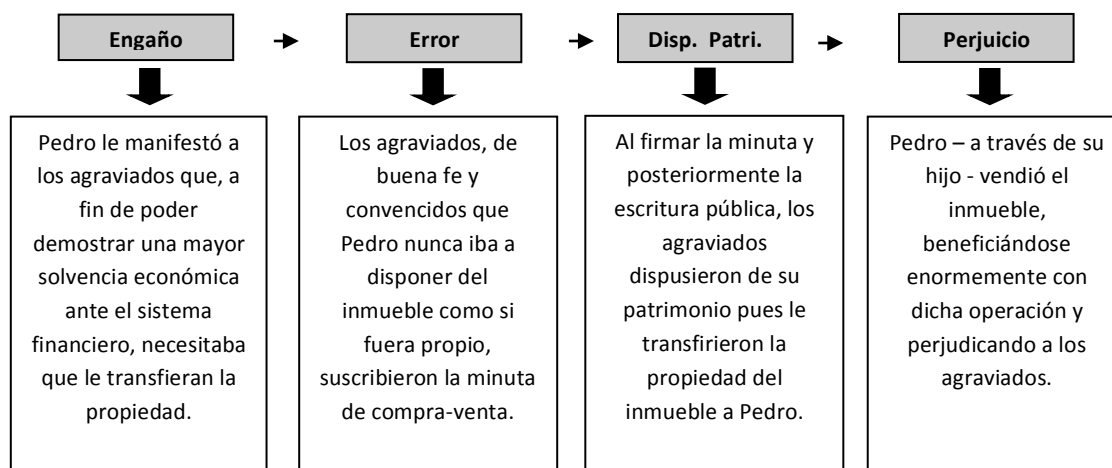 Engaño
Error
Disp. Patri.
Perjuicio
Pedro le manifestó a
los agraviados que, a
fin de poder
demostrar una mayor
solvencia económica
ante el sistema
financiero, necesitaba
que le transfieran la
propiedad.
Los agraviados, de
buena fe y
convencidos que
Pedro nunca iba a
disponer del
inmueble como si
fuera propio,
suscribieron la minuta
de compra-venta.
Al firmar la minuta y
posteriormente la
escritura pública, los
agraviados
dispusieron de su
patrimonio pues le
transfirieron la
propiedad del
inmueble a Pedro.
Pedro – a través de su
hijo - vendió el
inmueble,
beneficiándose
enormemente con
dicha operación y
perjudicando a los
agraviados.